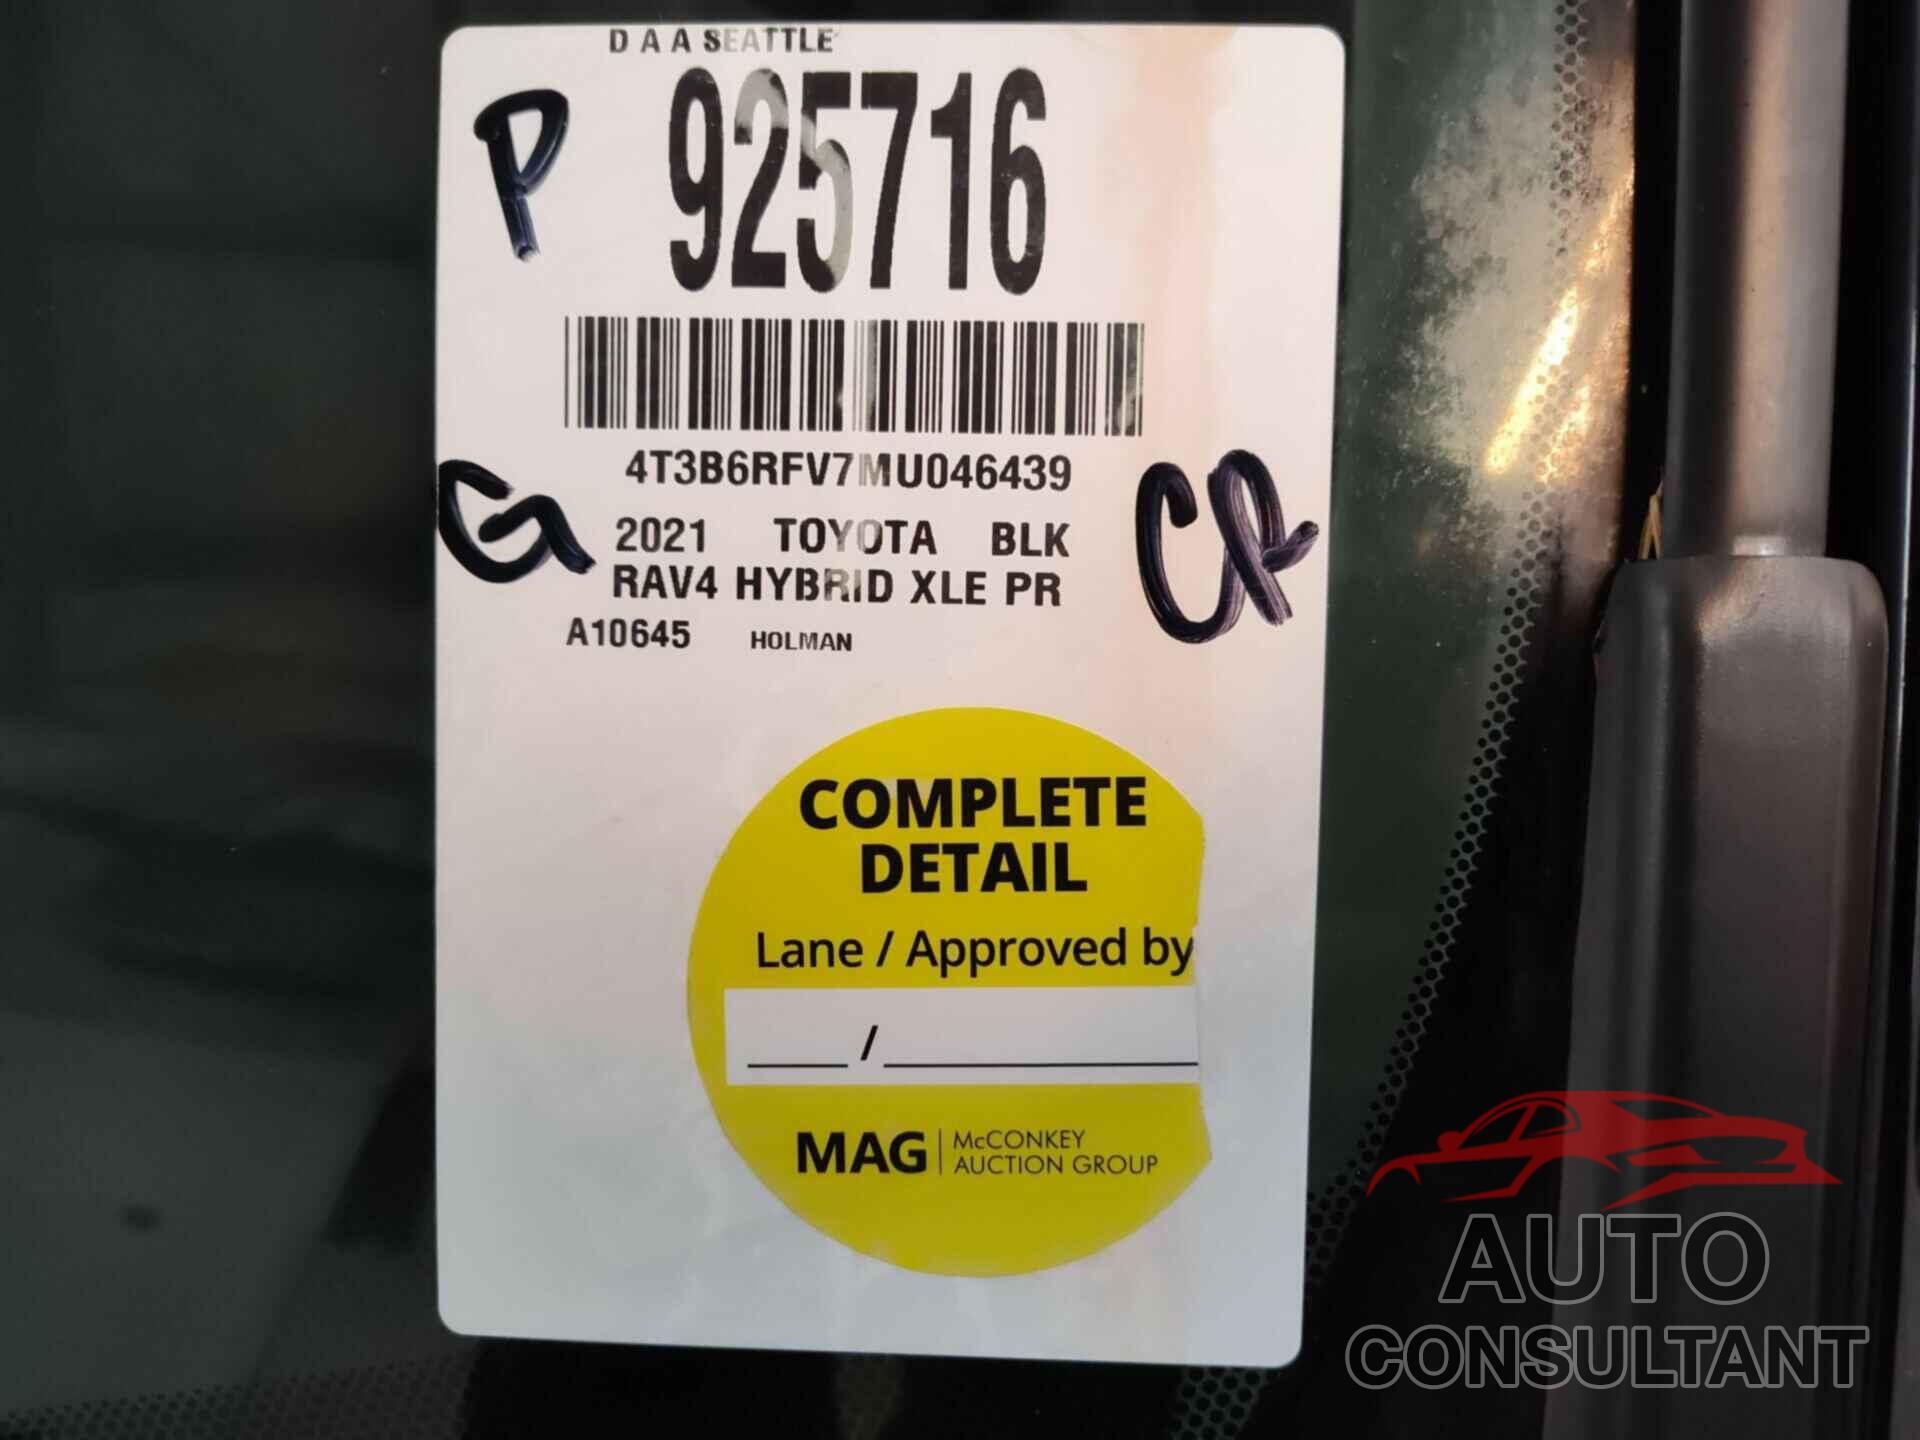 D A A SEATTLE
P
925716
4T3B6RFV7MU046439
G
CR
2021 TOYOTA BLK
RAV4 HYBRID XLE PR
A10645 HOLMAN
COMPLETE
DETAIL
Lane / Approved by
/
MAG McCONKEY
AUCTION GROUP
AUTO
CONSULTANT